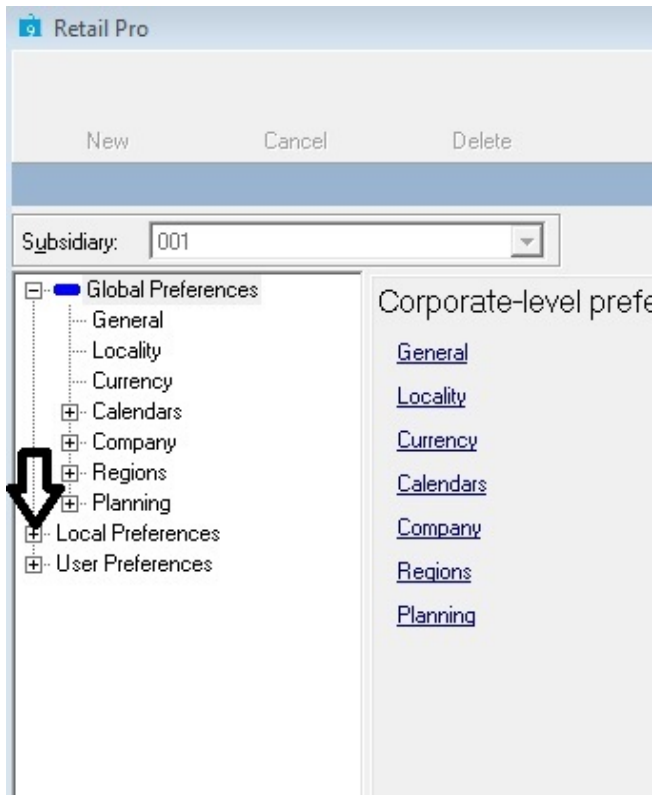 9 Retail Pro
New Cancel Delete
Subsidiary: 001
Global Preferences
General
Locality
Currency
Calendars
Company
Regions
Planning
Local Preferences
User Preferences
Corporate-level prefe
General
Locality
Currency
Calendars
Company
Regions
Planning